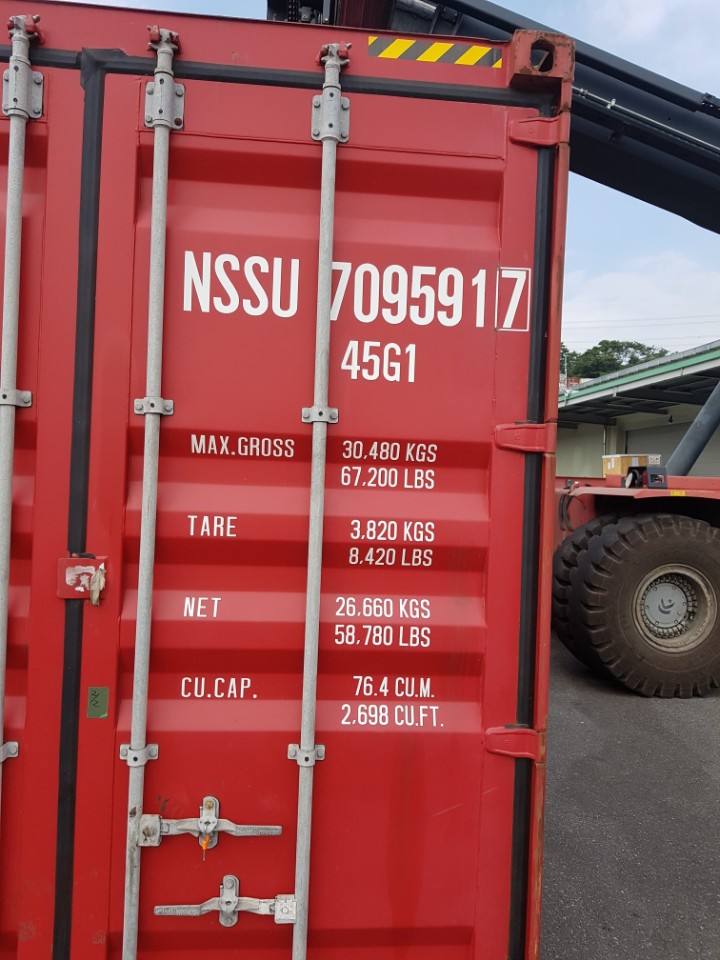 NSSU 709591 7
45G1
MAX.GROSS 30,480 KGS
67,200 LBS
TARE 3,820 KGS
8,420 LBS
NET 26,660 KGS
58,780 LBS
CU.CAP. 76.4 CU.M.
2,698 CU.FT.